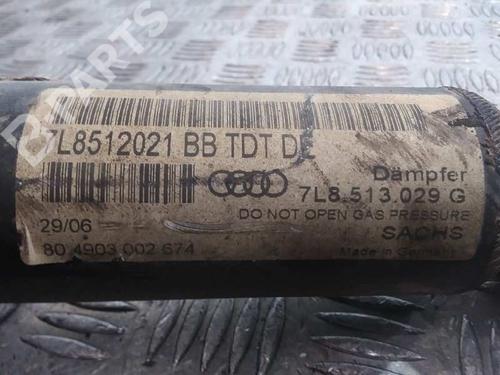 B-PARTS
7L8512021 BB TDT DE
Dämpfer
7L8.513.029 G
DO NOT OPEN GAS PRESSURE
29/06
SACHS
80 4903 002 674
Made in Germany